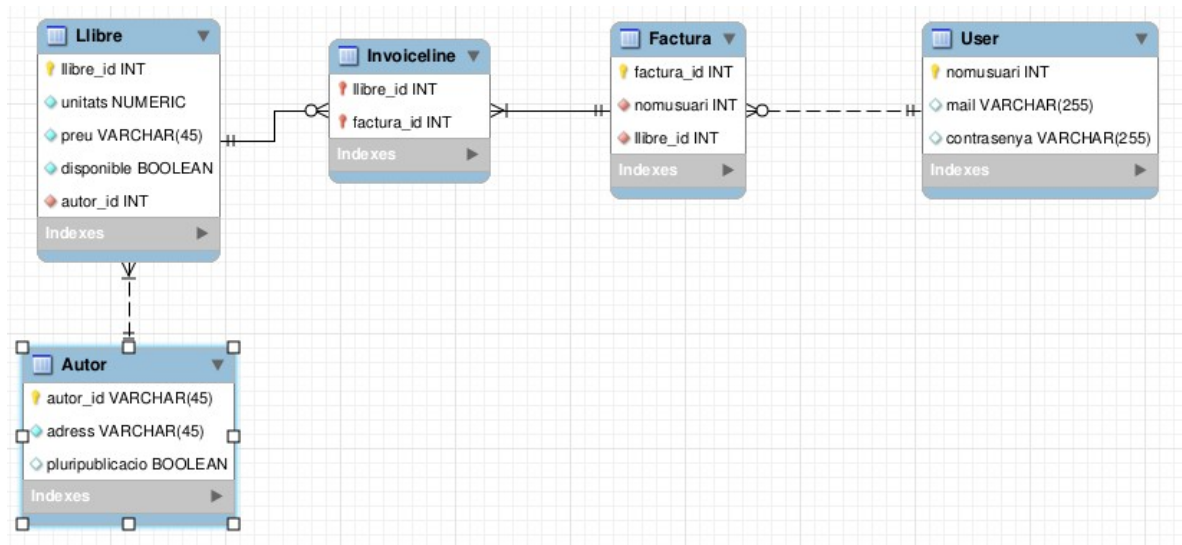 Llibre
llibre_id INT
unitats NUMERIC
preu VARCHAR(45)
disponible BOOLEAN
autor_id INT
Indexes
Invoiceline
llibre_id INT
factura_id INT
Indexes
Factura
factura_id INT
nomusuari INT
llibre_id INT
Indexes
User
nomusuari INT
mail VARCHAR(255)
contrasenya VARCHAR(255)
Indexes
Autor
autor_id VARCHAR(45)
adress VARCHAR(45)
pluripublicacio BOOLEAN
Indexes